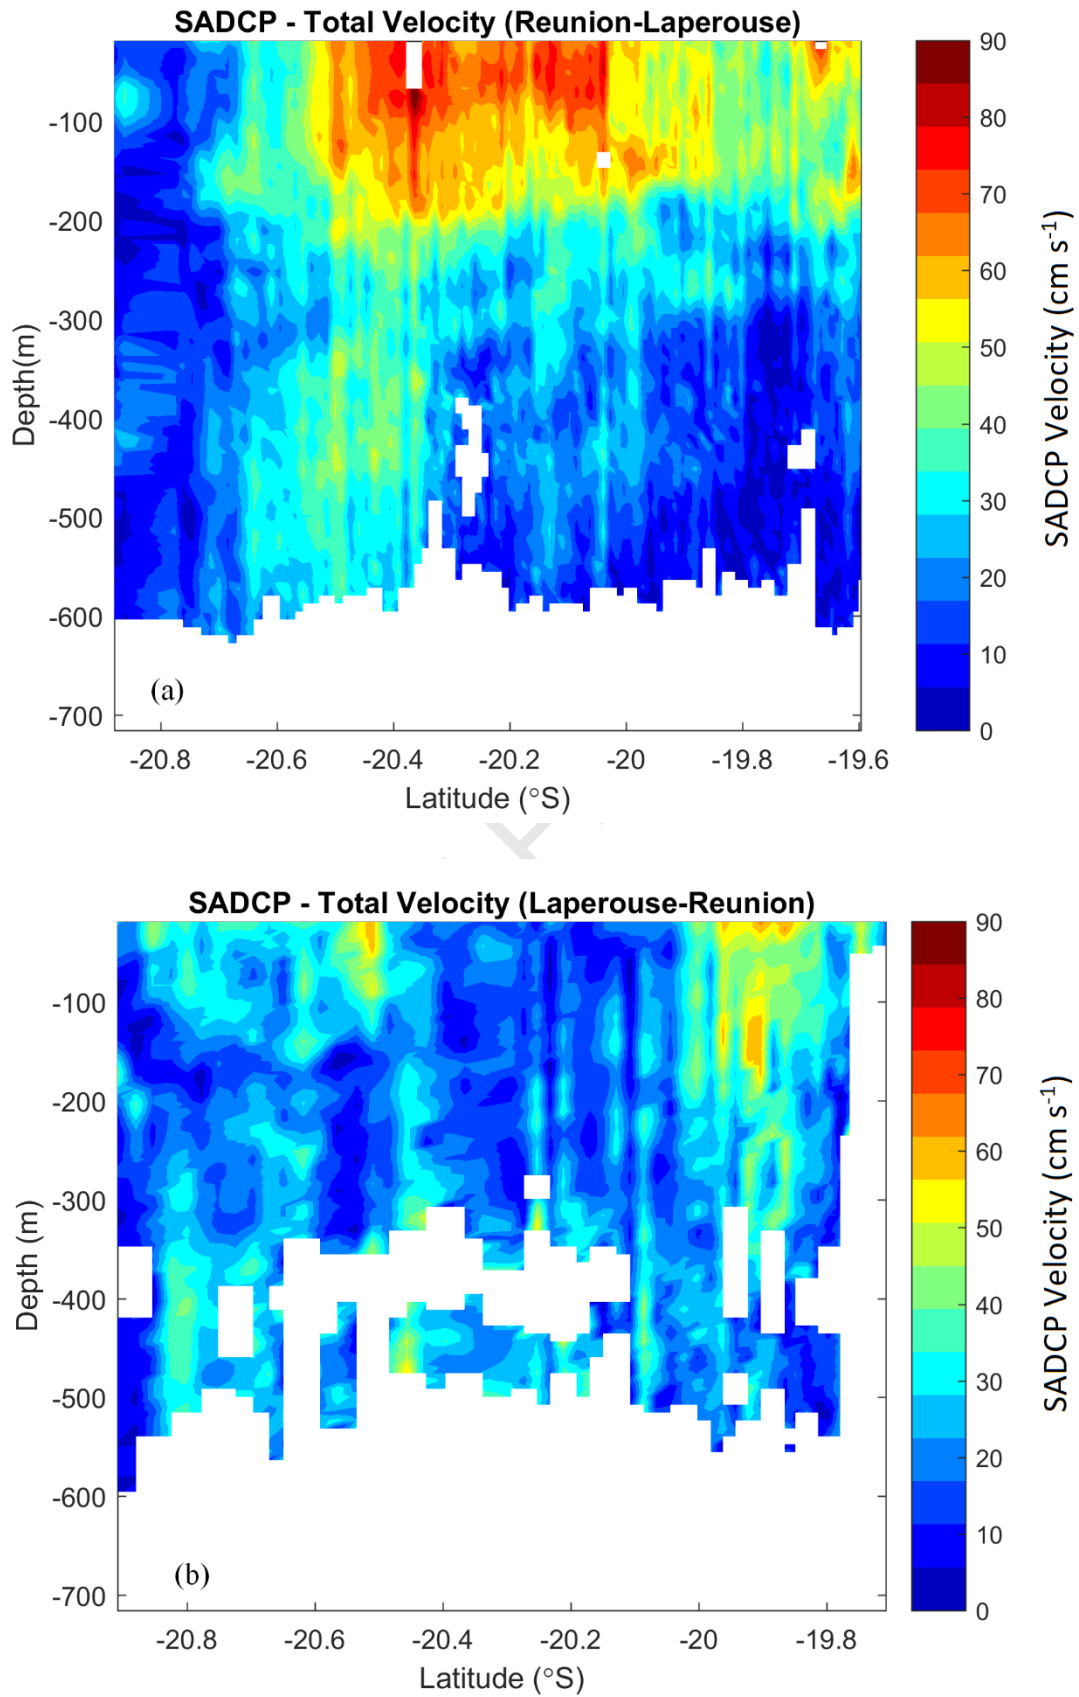 SADCP - Total Velocity (Reunion-Laperouse)
90
80
70
60
50
40
30
20
10
0
SADCP Velocity (cm s-1)
-100
-200
-300
-400
-500
-600
-700
Depth(m)
(a)
-20.8 -20.6 -20.4 -20.2 -20 -19.8 -19.6
Latitude (°S)
SADCP - Total Velocity (Laperouse-Reunion)
90
80
70
60
50
40
30
20
10
0
SADCP Velocity (cm s-1)
-100
-200
-300
-400
-500
-600
-700
Depth (m)
(b)
-20.8 -20.6 -20.4 -20.2 -20 -19.8
Latitude (°S)